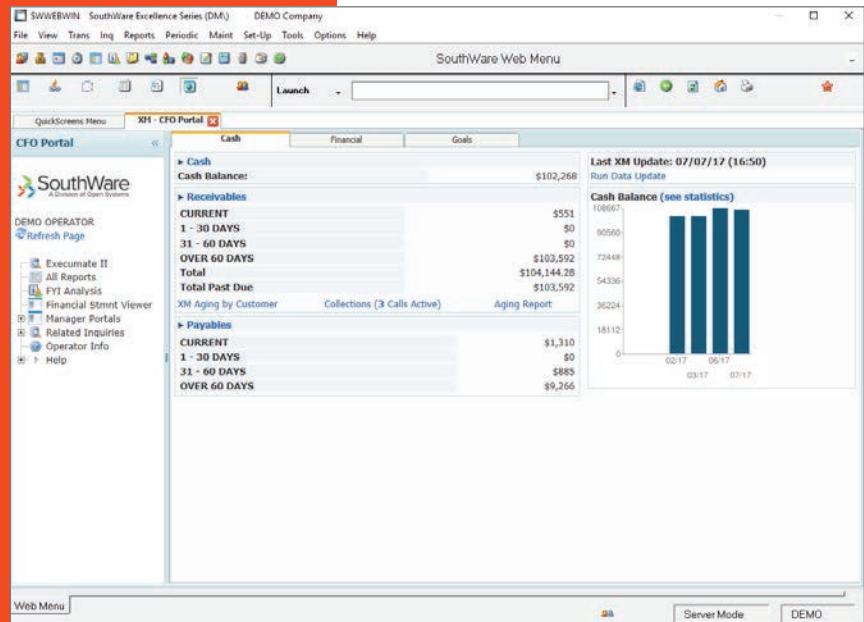 SWWEBWIN SouthWare Excellence Series (DM\) DEMO Company
File View Trans Inq Reports Periodic Maint Set-Up Tools Options Help
SouthWare Web Menu
Launch
QuickScreens Menu XM - CFO Portal
CFO Portal «
Cash Financial Goals
SouthWare
A Division of Open Systems
DEMO OPERATOR
Refresh Page
Execumate II
All Reports
FYI Analysis
Financial Stmnt Viewer
Manager Portals
Related Inquiries
Operator Info
Help
Cash
Cash Balance: $102,268
Receivables
CURRENT $551
1 - 30 DAYS $0
31 - 60 DAYS $0
OVER 60 DAYS $103,592
Total $104,144.28
Total Past Due $103,592
XM Aging by Customer Collections (3 Calls Active) Aging Report
Payables
CURRENT $1,310
1 - 30 DAYS $0
31 - 60 DAYS $885
OVER 60 DAYS $9,266
Last XM Update: 07/07/17 (16:50)
Run Data Update
Cash Balance (see statistics)
108667
90560
72448
54336
36224
18112
0
02/17 06/17
03/17 07/17
Web Menu
Server Mode DEMO